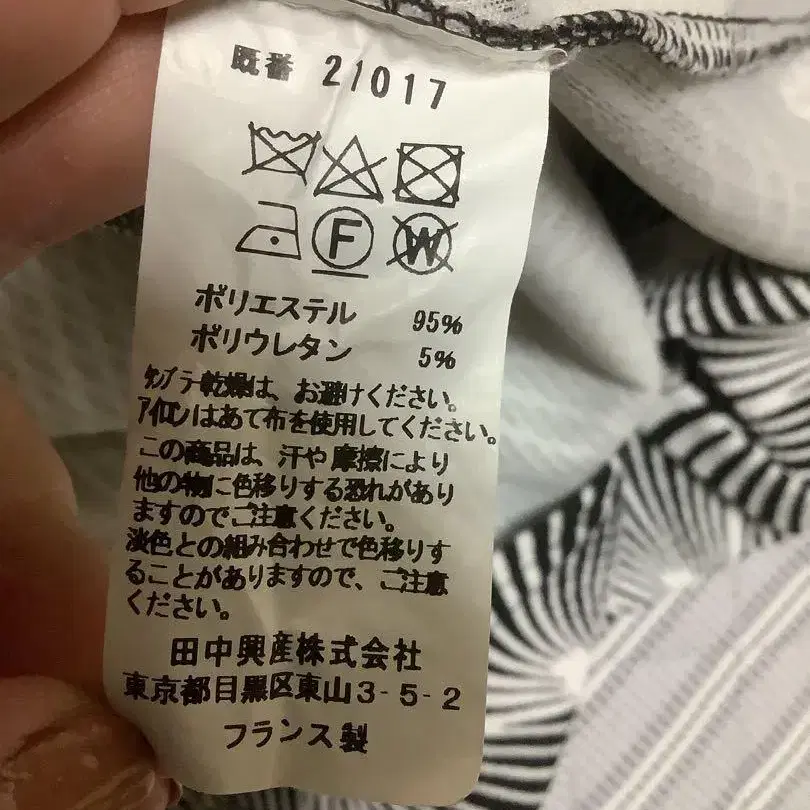 既番 21017
F W
ポリエステル 95%
ポリウレタン 5%
タンブラー乾燥は、お避けください。
アイロンはあて布を使用してください。
この商品は、汗や摩擦により
他の物に色移りする恐れがあり
ますのでご注意ください。
淡色との組み合わせで色移りす
ることがありますので、ご注意
ください。
田中興産株式会社
東京都目黒区東山3-5-2
フランス製